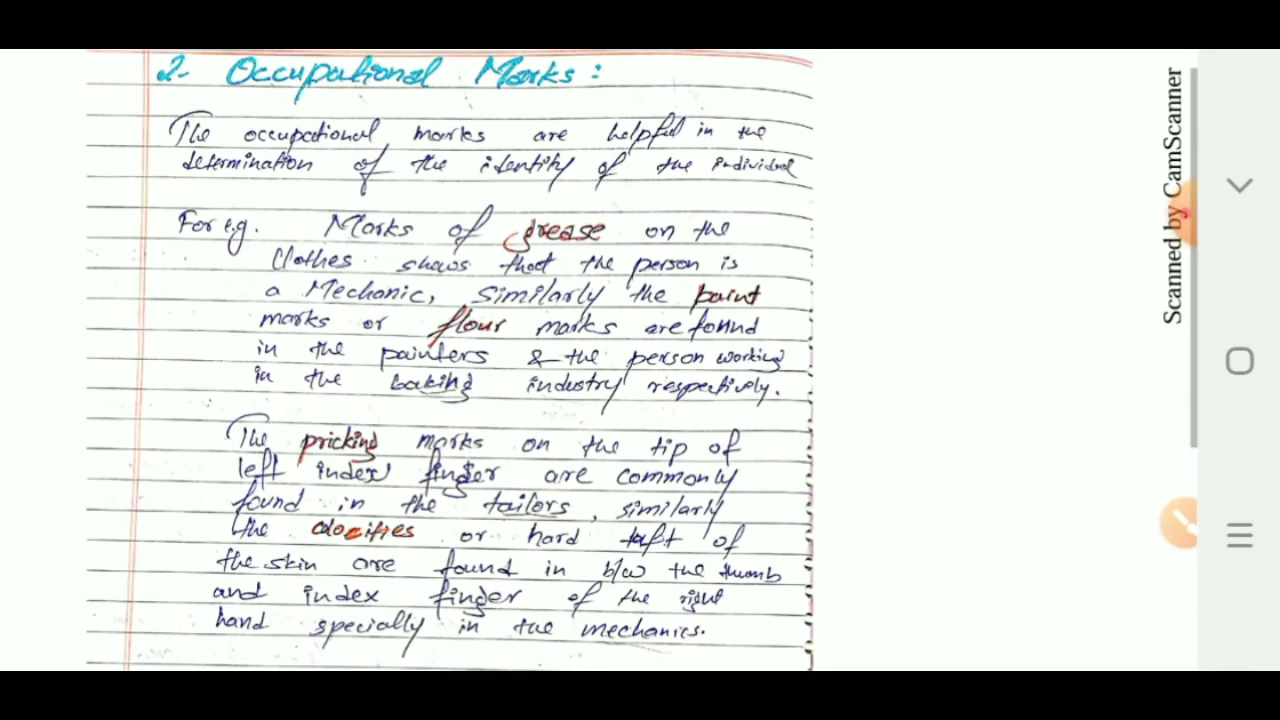 2- Occupational Marks :
The occupational marks are helpful in the
determination of the identity of the individual
For e.g. Marks of grease on the
Clothes shows that the person is
a Mechanic, Similarly the paint
marks or flour marks are found
in the painters & the person working
in the baking industry respectively.
The pricking marks on the tip of
left index finger are commonly
found in the tailors, similarly
the or hard of
the skin are found in b/w the thumb
and index finger of the right
hand specially in the mechanics.
Scanned by CamScanner